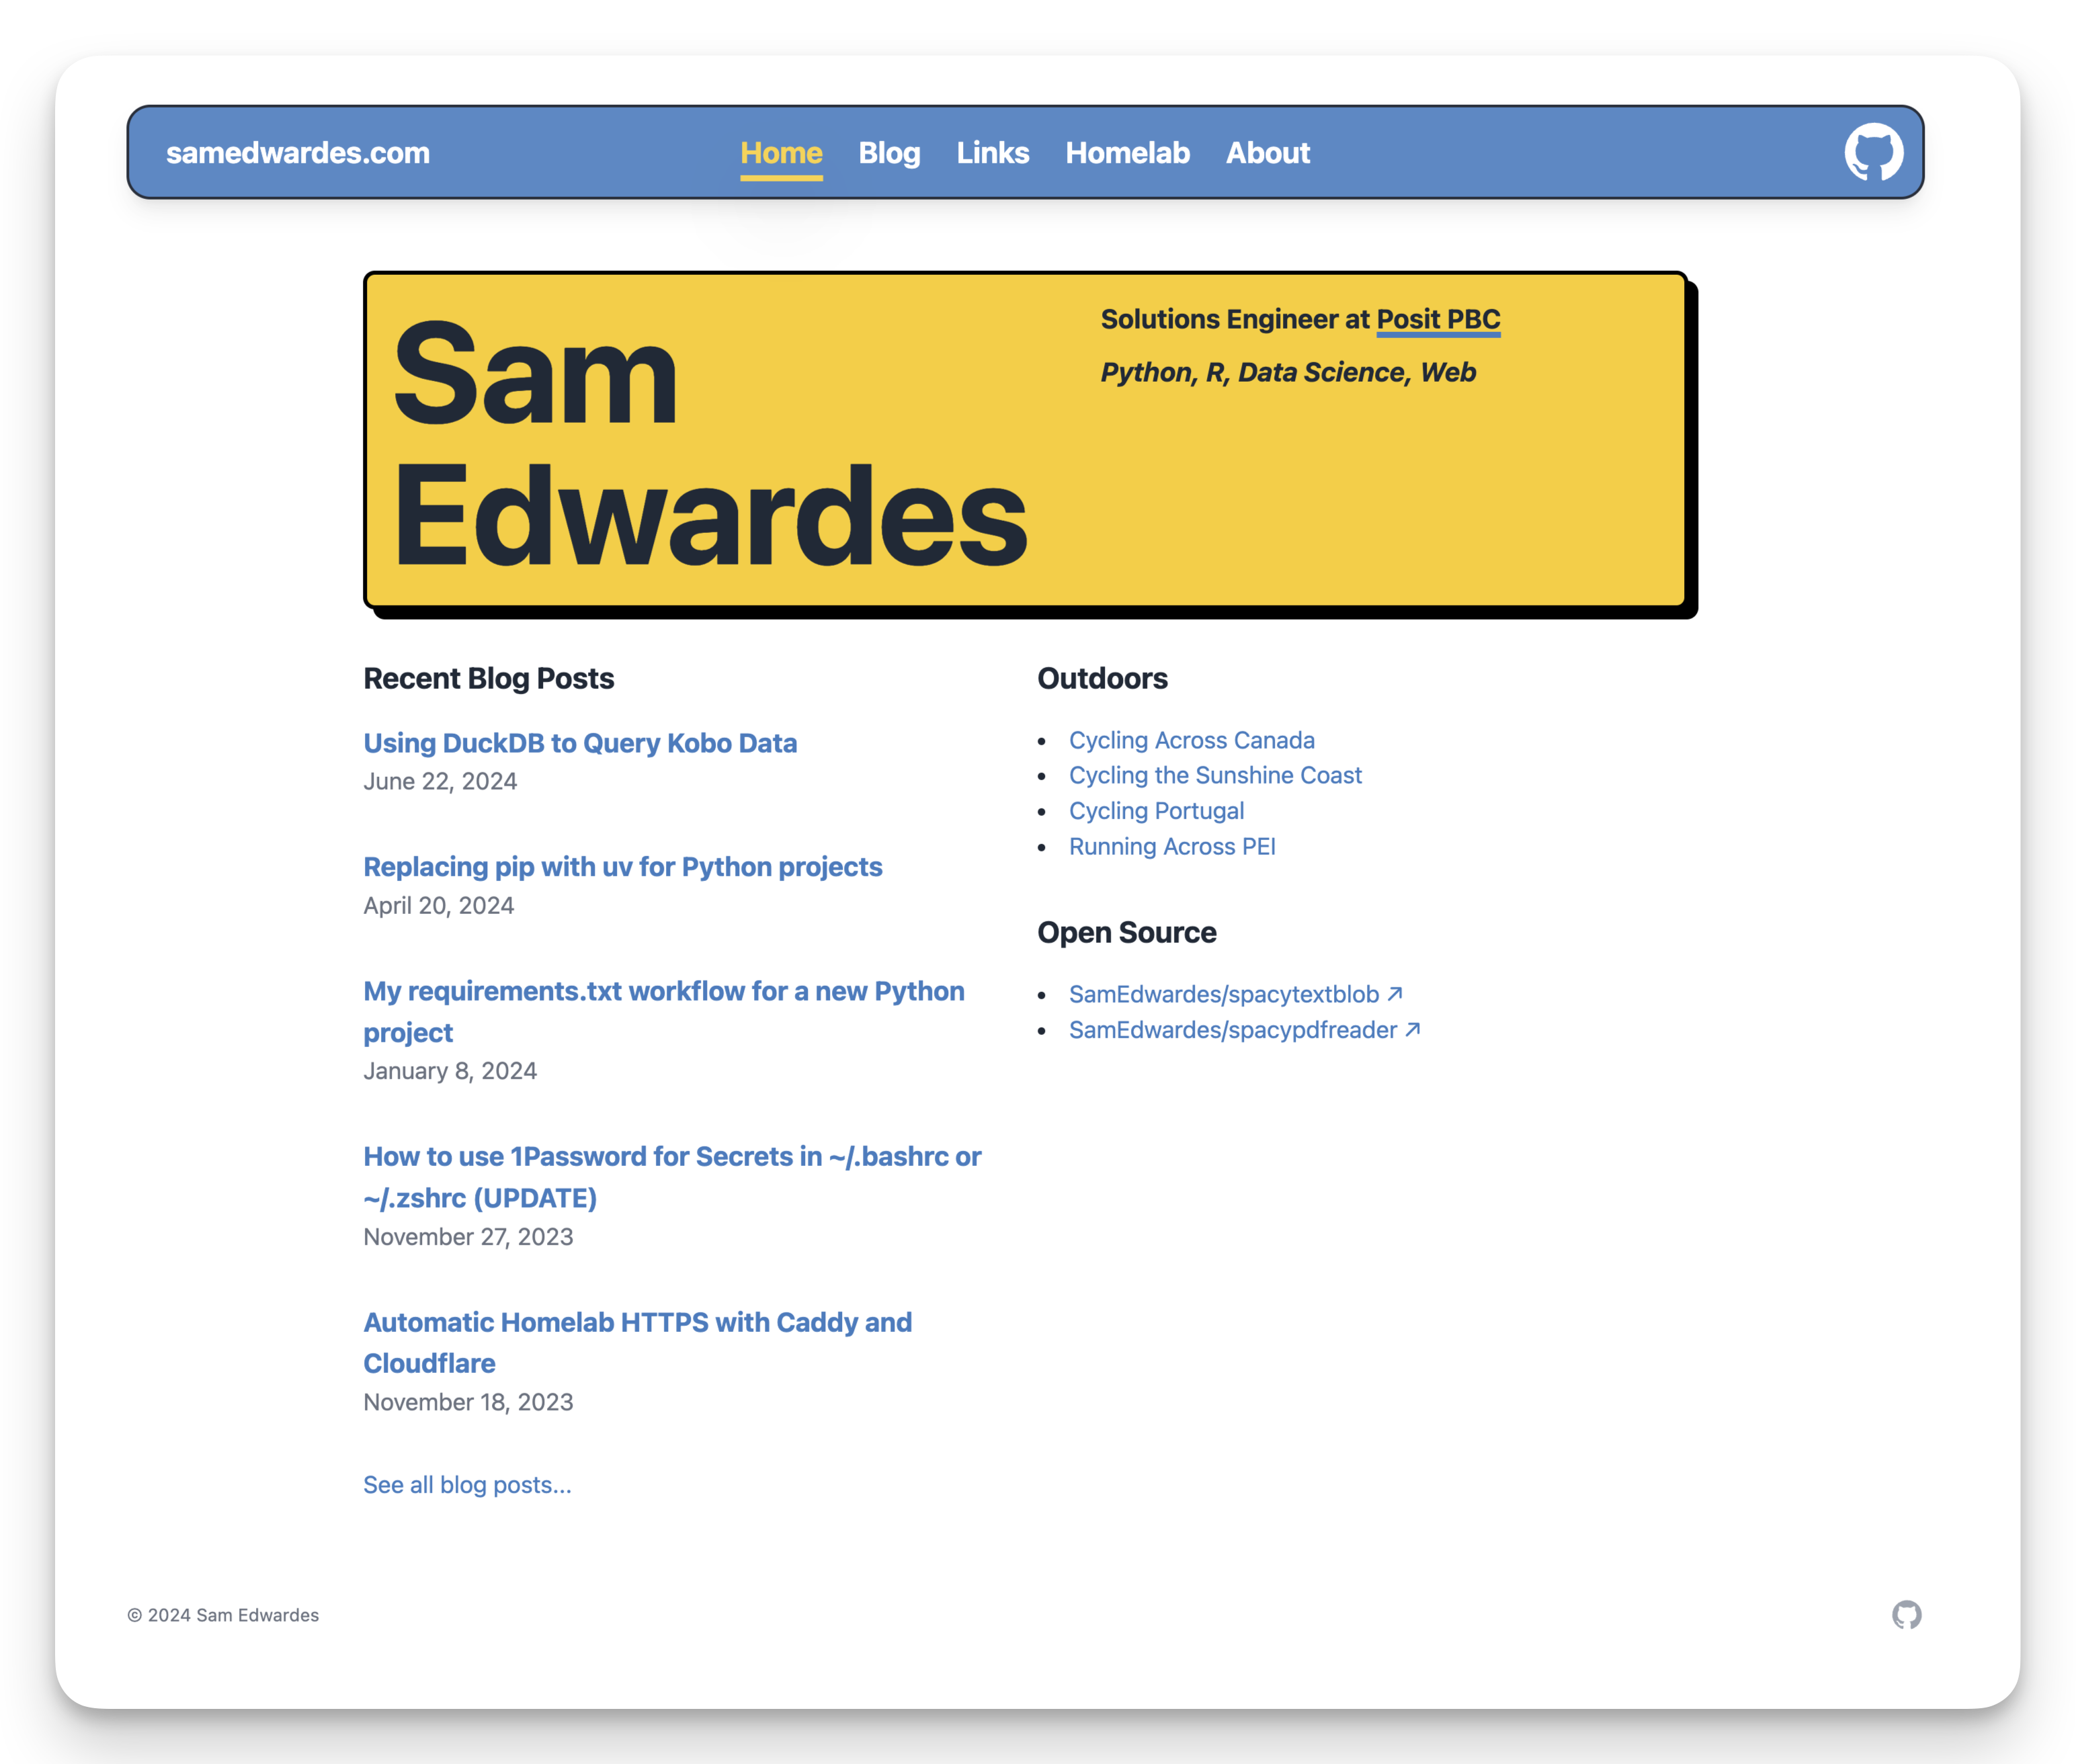 samedwardes.com
Home Blog Links Homelab About
Sam
Edwardes
Solutions Engineer at Posit PBC
Python, R, Data Science, Web
Recent Blog Posts
Using DuckDB to Query Kobo Data
June 22, 2024
Replacing pip with uv for Python projects
April 20, 2024
My requirements.txt workflow for a new Python
project
January 8, 2024
How to use 1Password for Secrets in ~/.bashrc or
~/.zshrc (UPDATE)
November 27, 2023
Automatic Homelab HTTPS with Caddy and
Cloudflare
November 18, 2023
See all blog posts...
Outdoors
• Cycling Across Canada
• Cycling the Sunshine Coast
• Cycling Portugal
• Running Across PEI
Open Source
• SamEdwardes/spacytextblob ↗
• SamEdwardes/spacypdfreader ↗
© 2024 Sam Edwardes